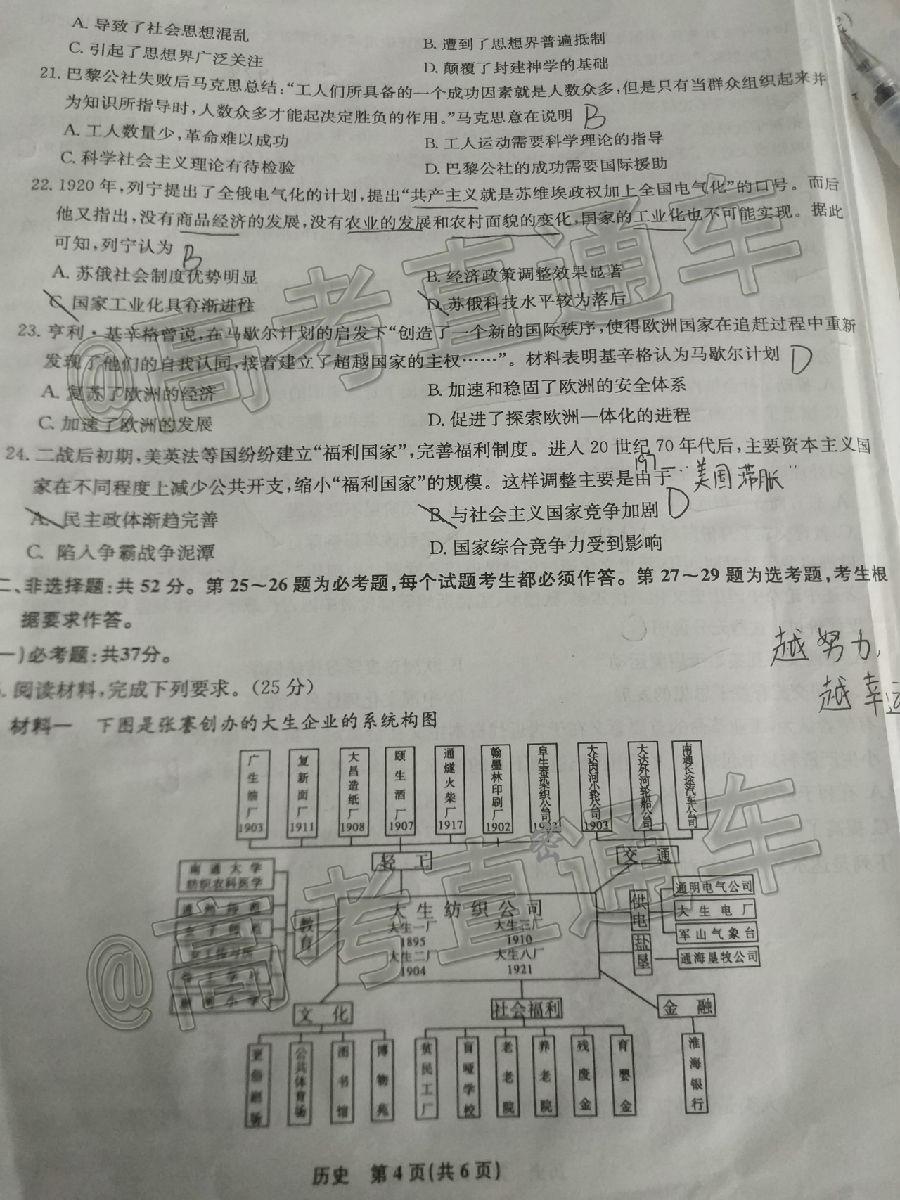 A. 导致了社会思想混乱
B. 遭到了思想界普遍抵制
C. 引起了思想界广泛关注
D. 颠覆了封建神学的基础
21. 巴黎公社失败后马克思总结:“工人们所具备的一个成功因素就是人数众多,但是只有当群众组织起来并
为知识所指导时,人数众多才能起决定胜负的作用。”马克思意在说明 B
A. 工人数量少,革命难以成功
B. 工人运动需要科学理论的指导
C. 科学社会主义理论有待检验
D. 巴黎公社的成功需要国际援助
22. 1920 年,列宁提出了全俄电气化的计划,提出“共产主义就是苏维埃政权加上全国电气化”的口号。而后
他又指出,没有商品经济的发展,没有农业的发展和农村面貌的变化,国家的工业化也不可能实现。据此
可知,列宁认为 B
A. 苏俄社会制度优势明显
B. 经济政策调整效果显著
C. 国家工业化具有渐进性
D. 苏俄科技水平较为落后
23. 亨利·基辛格曾说,在马歇尔计划的启发下“创造了一个新的国际秩序,使得欧洲国家在追赶过程中重新
发现了他们的自我认同,接着建立了超越国家的主权……”。材料表明基辛格认为马歇尔计划 D
A. 复苏了欧洲的经济
B. 加速和稳固了欧洲的安全体系
C. 加速了欧洲的发展
D. 促进了探索欧洲一体化的进程
24. 二战后初期,美英法等国纷纷建立“福利国家”,完善福利制度。进入 20 世纪 70 年代后,主要资本主义国
家在不同程度上减少公共开支,缩小“福利国家”的规模。这样调整主要是由于 “美国滞胀”
A. 民主政体渐趋完善
B. 与社会主义国家竞争加剧 D
C. 陷入争霸战争泥潭
D. 国家综合竞争力受到影响
二、非选择题:共 52 分。第 25～26 题为必考题,每个试题考生都必须作答。第 27～29 题为选考题,考生根
据要求作答。
一)必考题:共37分。
越努力,
越幸运
阅读材料,完成下列要求。(25 分)
材料一 下图是张謇创办的大生企业的系统构图
广生油厂 1903
复新面厂 1911
大昌造纸厂 1908
颐生酒厂 1907
通燧火柴厂 1917
翰墨林印刷厂 1902
阜生蚕染织公司
大达内河小轮公司 1903
大达外河轮船公司
南通长途汽车公司
轻工
交通
南通大学
纺织农科医学
教育
大生纺织公司
大生一厂 1895
大生三厂 1910
大生二厂 1904
大生八厂 1921
供电
通明电气公司
大生电厂
军山气象台
盐垦
通海垦牧公司
文化
社会福利
金融
更俗剧场
公共体育场
图书馆
博物苑
贫民工厂
盲哑学校
老老院
养老院
残废金
育婴金
淮海银行
历史 第 4 页(共 6 页)
@高考直通车
@高考直通车